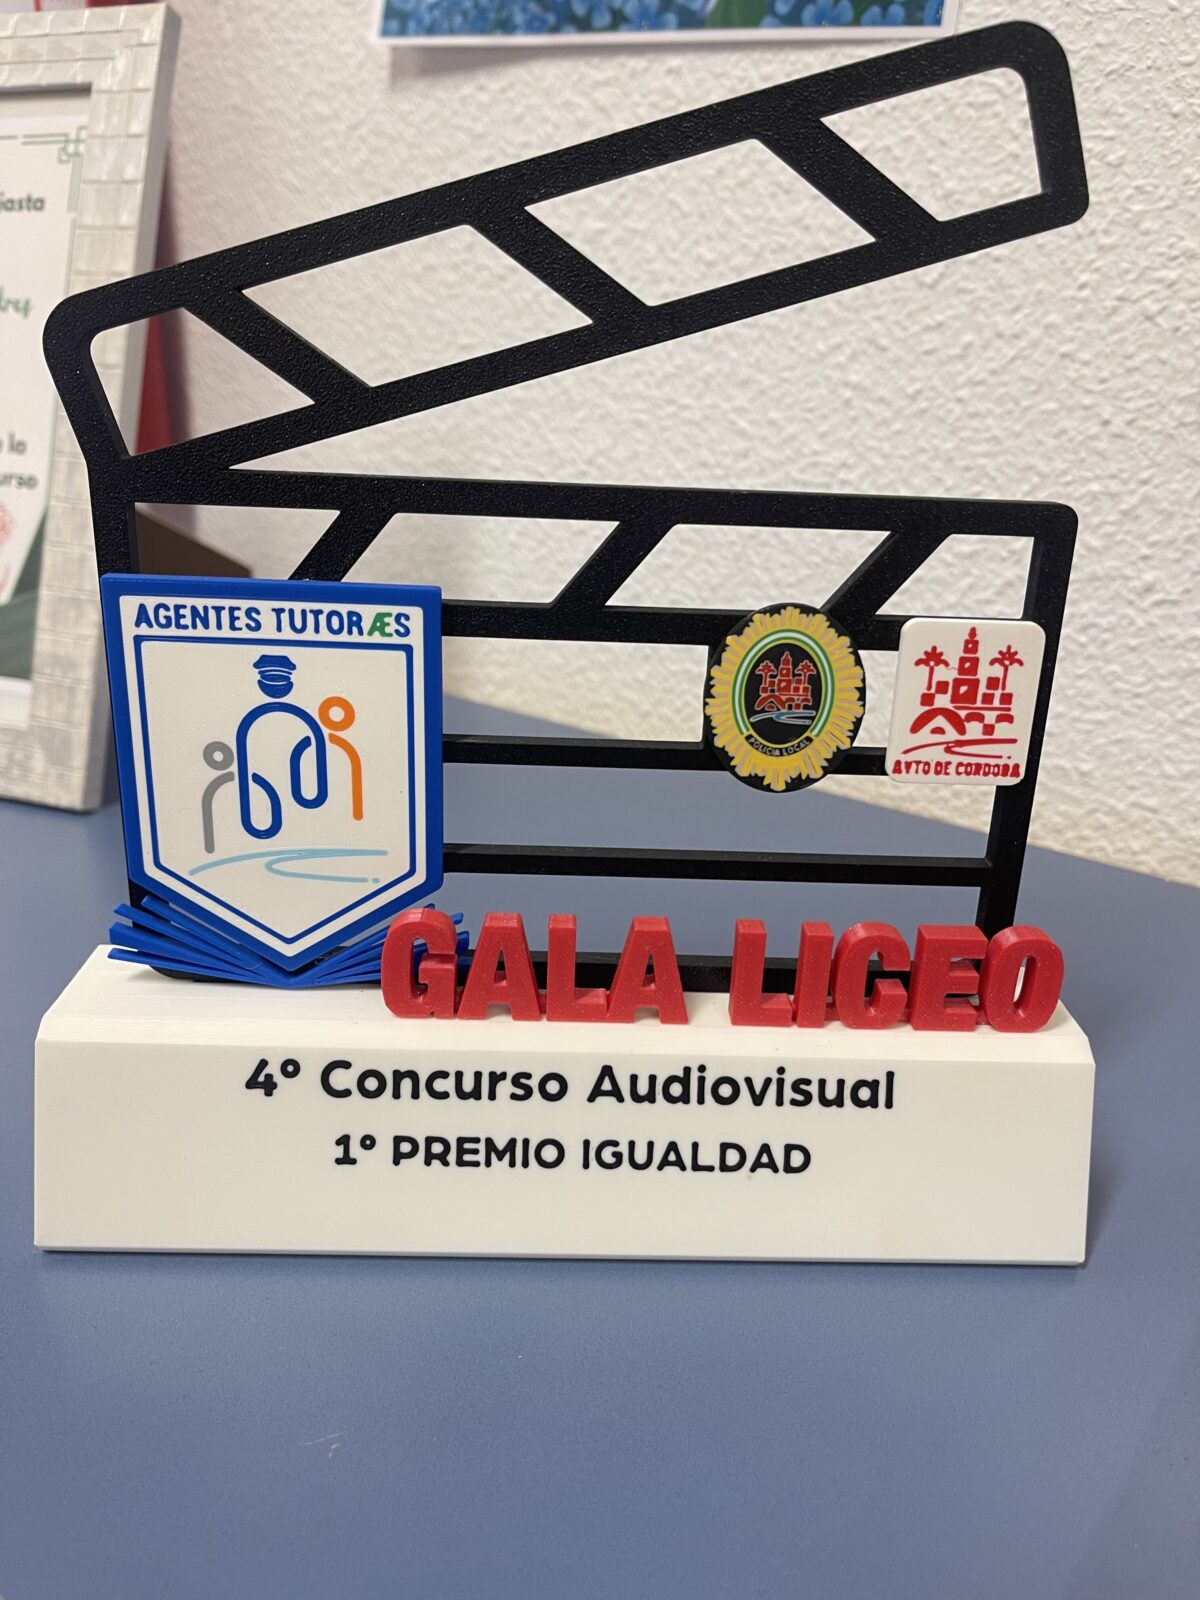 AGENTES TUTORÆS
POLICIA LOCAL
AYTO DE CORDOBA
GALA LICEO
4º Concurso Audiovisual
1º PREMIO IGUALDAD